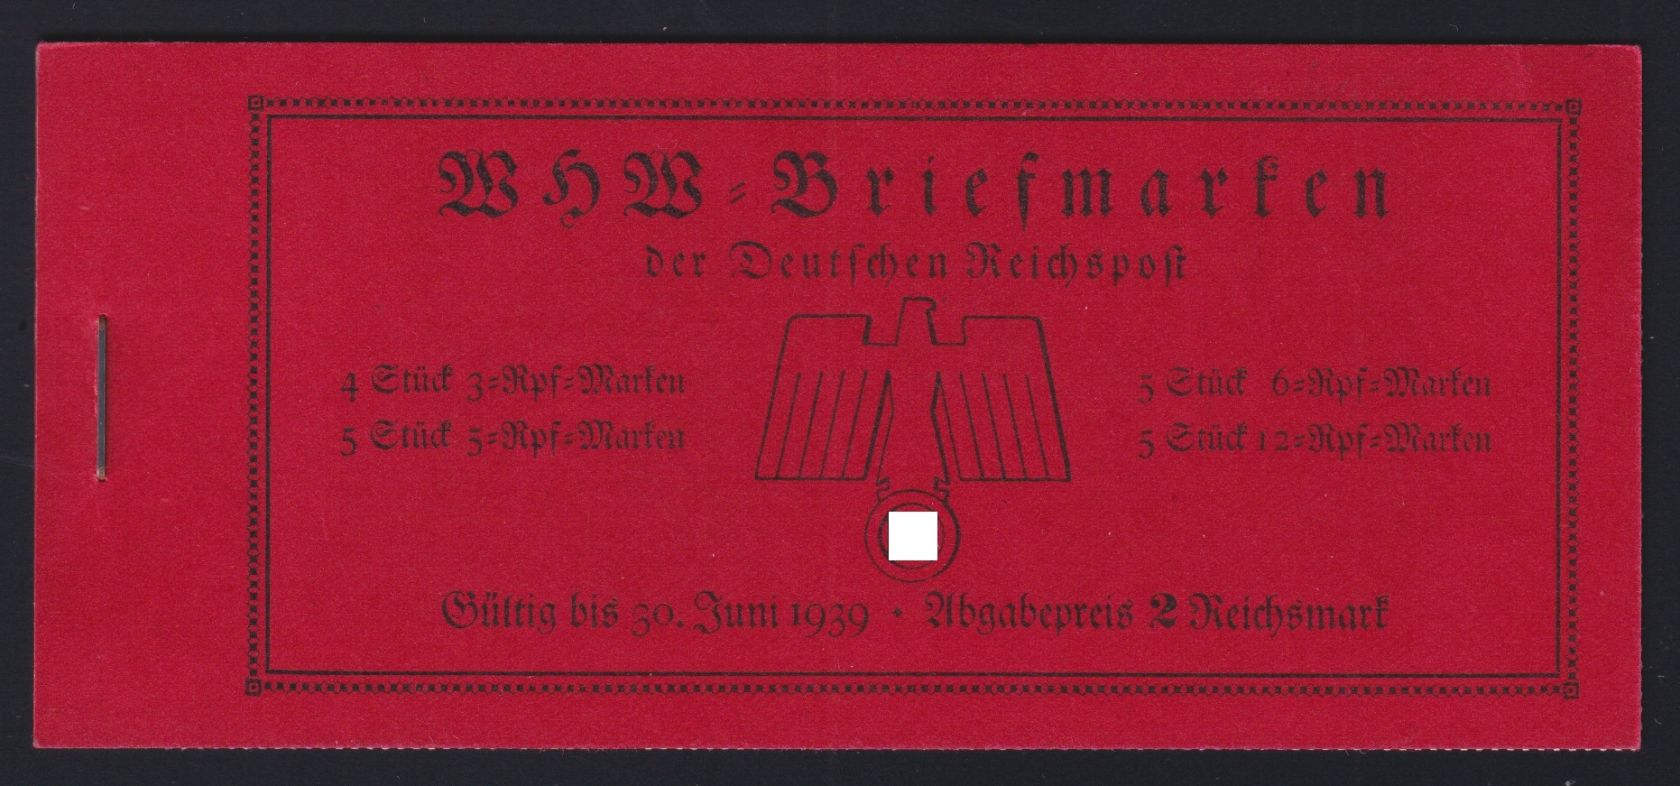 WHW-Briefmarken
der Deutschen Reichspost
4 Stück 3-Rpf-Marken
5 Stück 5-Rpf-Marken
5 Stück 6-Rpf-Marken
5 Stück 12-Rpf-Marken
Gültig bis 30. Juni 1939 · Abgabepreis 2 Reichsmark